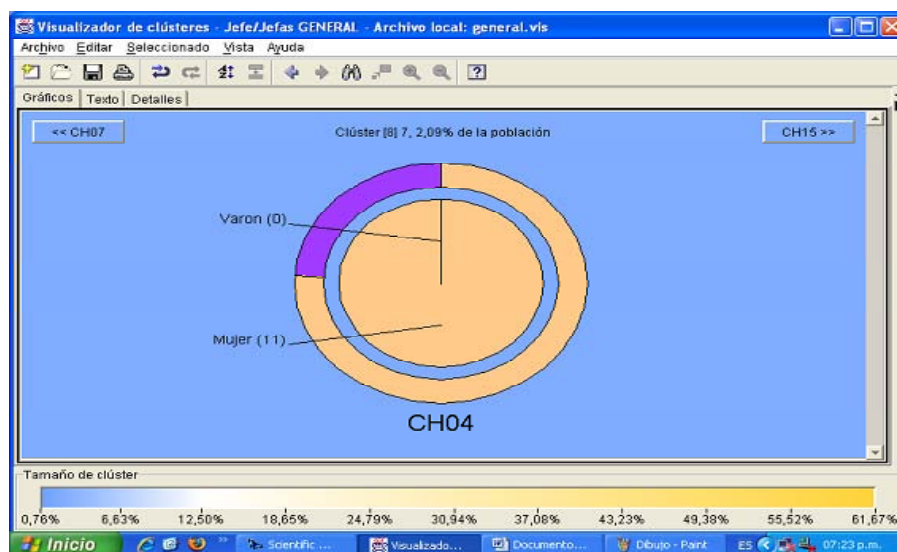 Visualizador de clústeres - Jefe/Jefas GENERAL - Archivo local: general.vis
Archivo Editar Seleccionado Vista Ayuda
Gráficos Texto Detalles
<< CH07
Clúster [8] 7, 2,09% de la población
CH15 >>
Varon (0)
Mujer (11)
CH04
Tamaño de clúster
0,76% 6,63% 12,50% 18,65% 24,79% 30,94% 37,08% 43,23% 49,38% 55,52% 61,67%
Inicio
Scientific ...
Visualizado...
Documento...
Dibujo - Paint
ES
07:23 p.m.